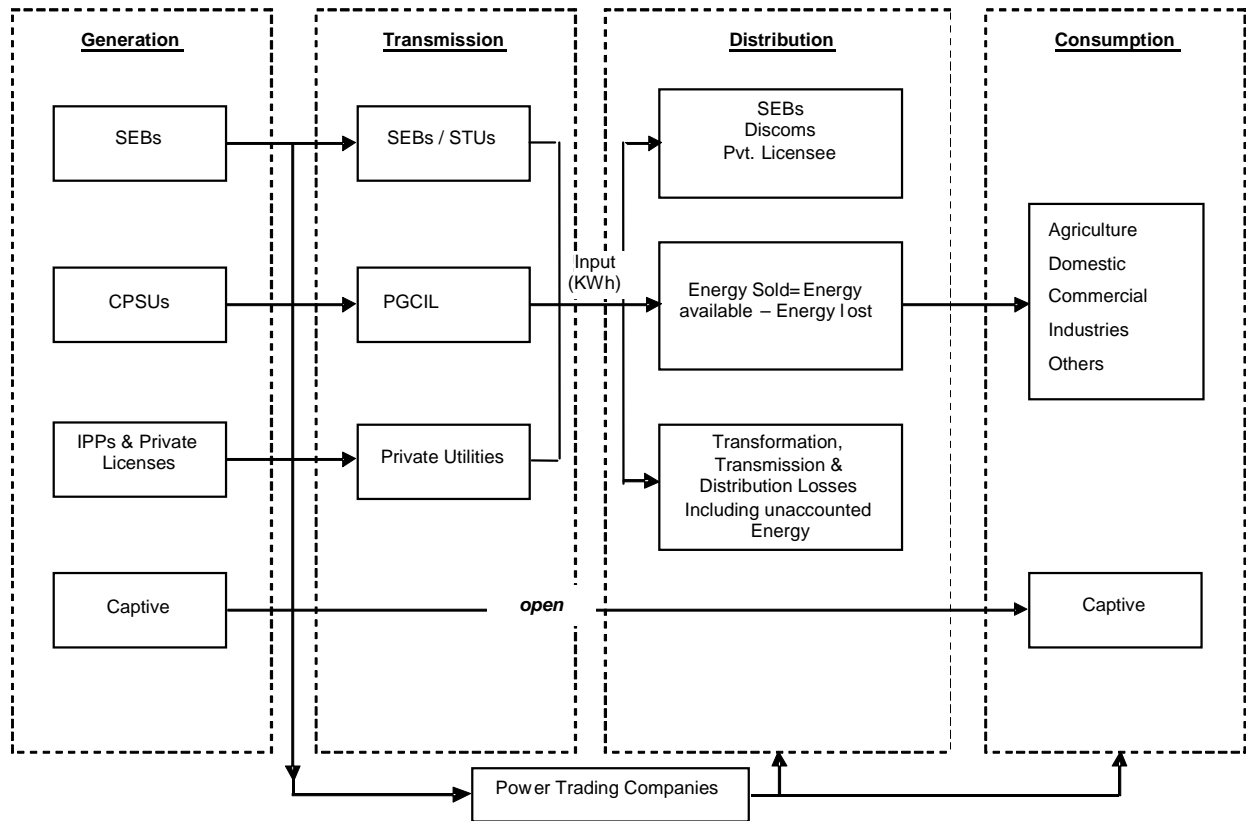 Generation
Transmission
Distribution
Consumption
SEBs
SEBs / STUs
SEBs
Discoms
Pvt. Licensee
CPSUs
PGCIL
Input
(KWh)
Energy Sold= Energy
available – Energy lost
Agriculture
Domestic
Commercial
Industries
Others
IPPs & Private
Licenses
Private Utilities
Transformation,
Transmission &
Distribution Losses
Including unaccounted
Energy
Captive
open
Captive
Power Trading Companies